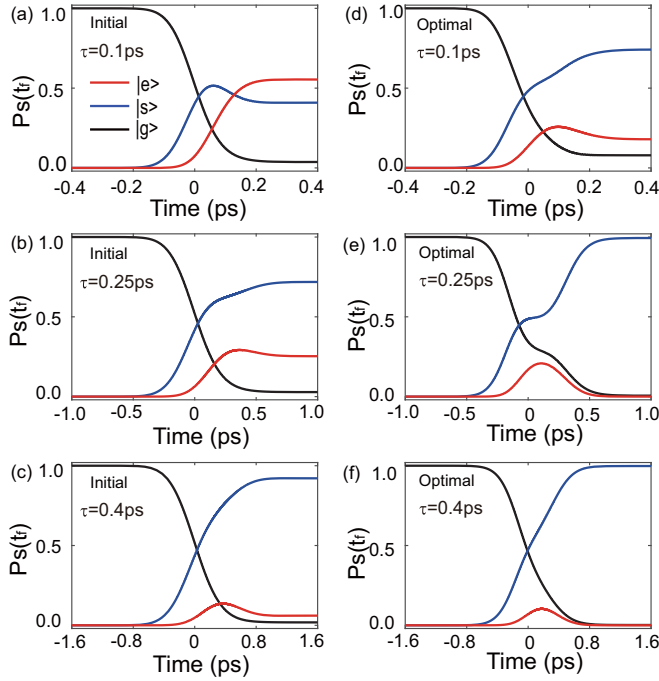 (a)
Initial
τ=0.1ps
|e>
|s>
|g>
Ps(tf)
1.0
0.5
0.0
-0.4 -0.2 0 0.2 0.4
Time (ps)
(d)
Optimal
τ=0.1ps
Ps(tf)
1.0
0.5
0.0
-0.4 -0.2 0 0.2 0.4
Time (ps)
(b)
Initial
τ=0.25ps
Ps(tf)
1.0
0.5
0.0
-1.0 -0.5 0 0.5 1.0
Time (ps)
(e)
Optimal
τ=0.25ps
Ps(tf)
1.0
0.5
0.0
-1.0 -0.5 0 0.5 1.0
Time (ps)
(c)
Initial
τ=0.4ps
Ps(tf)
1.0
0.5
0.0
-1.6 -0.8 0 0.8 1.6
Time (ps)
(f)
Optimal
τ=0.4ps
Ps(tf)
1.0
0.5
0.0
-1.6 -0.8 0 0.8 1.6
Time (ps)